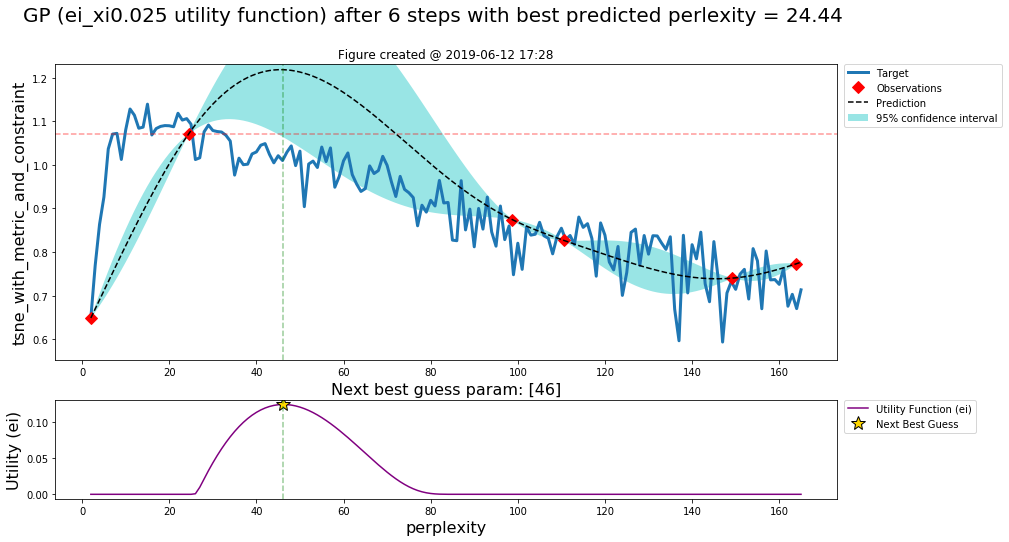 GP (ei_xi0.025 utility function) after 6 steps with best predicted perlexity = 24.44
Figure created @ 2019-06-12 17:28
tsne_with_metric_and_constraint
1.2
1.1
1.0
0.9
0.8
0.7
0.6
0 20 40 60 80 100 120 140 160
Target
Observations
Prediction
95% confidence interval
Next best guess param: [46]
Utility (ei)
0.10
0.05
0.00
0 20 40 60 80 100 120 140 160
perplexity
Utility Function (ei)
Next Best Guess